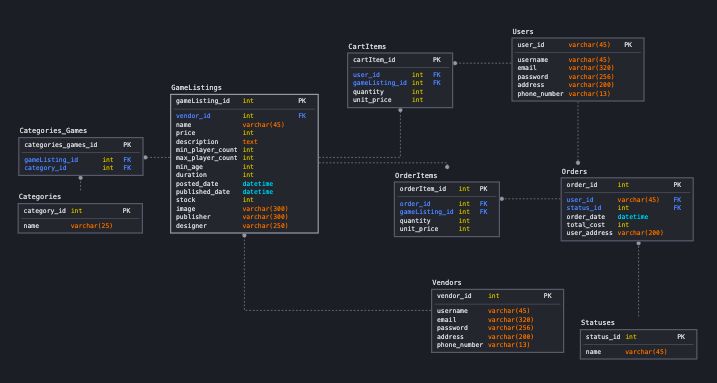 Users
user_id varchar(45) PK
username varchar(45)
email varchar(320)
password varchar(256)
address varchar(200)
phone_number varchar(13)
CartItems
cartItem_id PK
user_id int FK
gameListing_id int FK
quantity int
unit_price int
GameListings
gameListing_id int PK
vendor_id int FK
name varchar(45)
price int
description text
min_player_count int
max_player_count int
min_age int
duration int
posted_date datetime
published_date datetime
stock int
image varchar(300)
publisher varchar(300)
designer varchar(250)
Categories_Games
categories_games_id PK
gameListing_id int FK
category_id int FK
Categories
category_id int PK
name varchar(25)
OrderItems
orderItem_id int PK
order_id int FK
gameListing_id int FK
quantity int
unit_price int
Orders
order_id int PK
user_id varchar(45) FK
status_id int FK
order_date datetime
total_cost int
user_address varchar(200)
Vendors
vendor_id int PK
username varchar(45)
email varchar(320)
password varchar(256)
address varchar(200)
phone_number varchar(13)
Statuses
status_id int PK
name varchar(45)